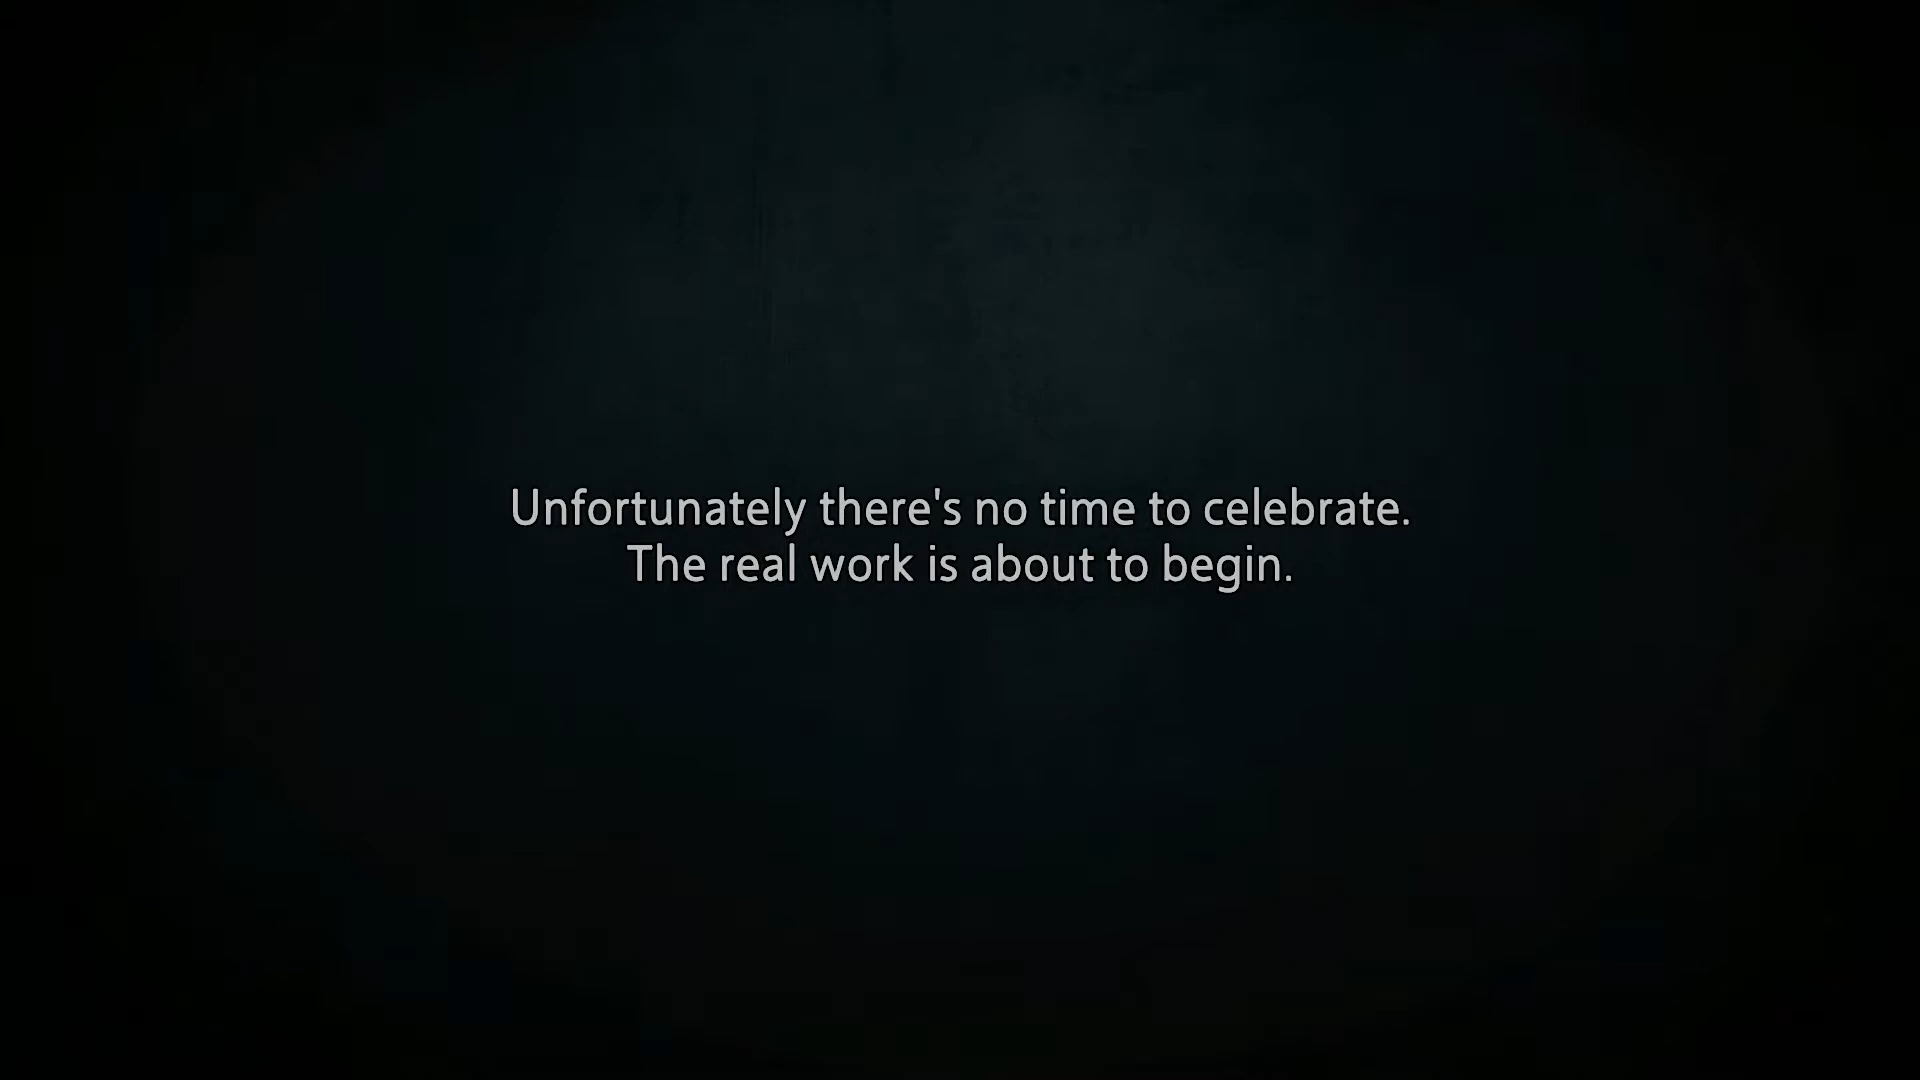 Unfortunately there's no time to celebrate.
The real work is about to begin.